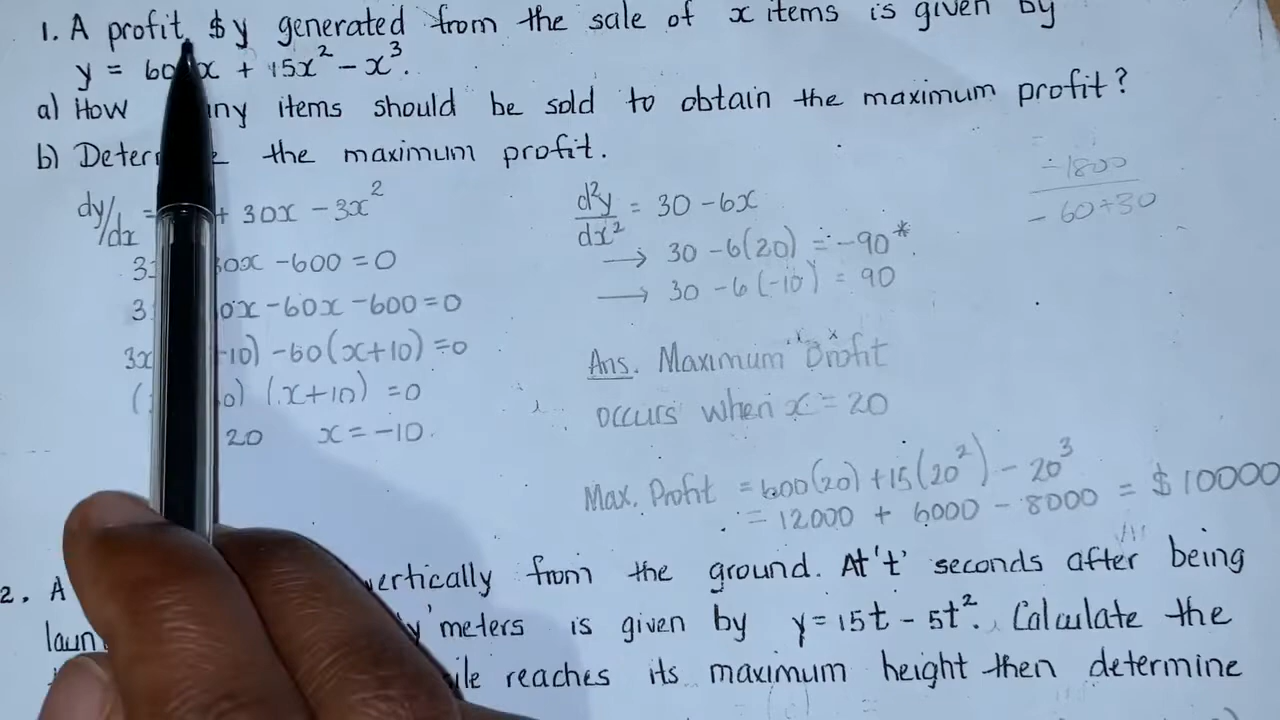 1. A profit $y generated from the sale of x items is given by
y = 60 x + 15x² - x³.
a) How ny items should be sold to obtain the maximum profit?
b) Deter the maximum profit.
dy/dx = + 30x - 3x²
3 0x - 600 = 0
3 0x - 60x - 600 = 0
3x 10) - 60(x+10) = 0
( 0) (x+10) = 0
20 x = -10.
d²y/dx² = 30 - 6x
→ 30 - 6(20) = -90*
→ 30 - 6(-10) = 90
-1800
- 60+30
Ans. Maximum Profit
occurs when x = 20
Max. Profit = 600(20) + 15(20²) - 20³
= 12000 + 6000 - 8000 = $10000
2. A vertically from the ground. At 't' seconds after being
laun y' meters is given by y = 15t - 5t². Calculate the
ile reaches its maximum height then determine